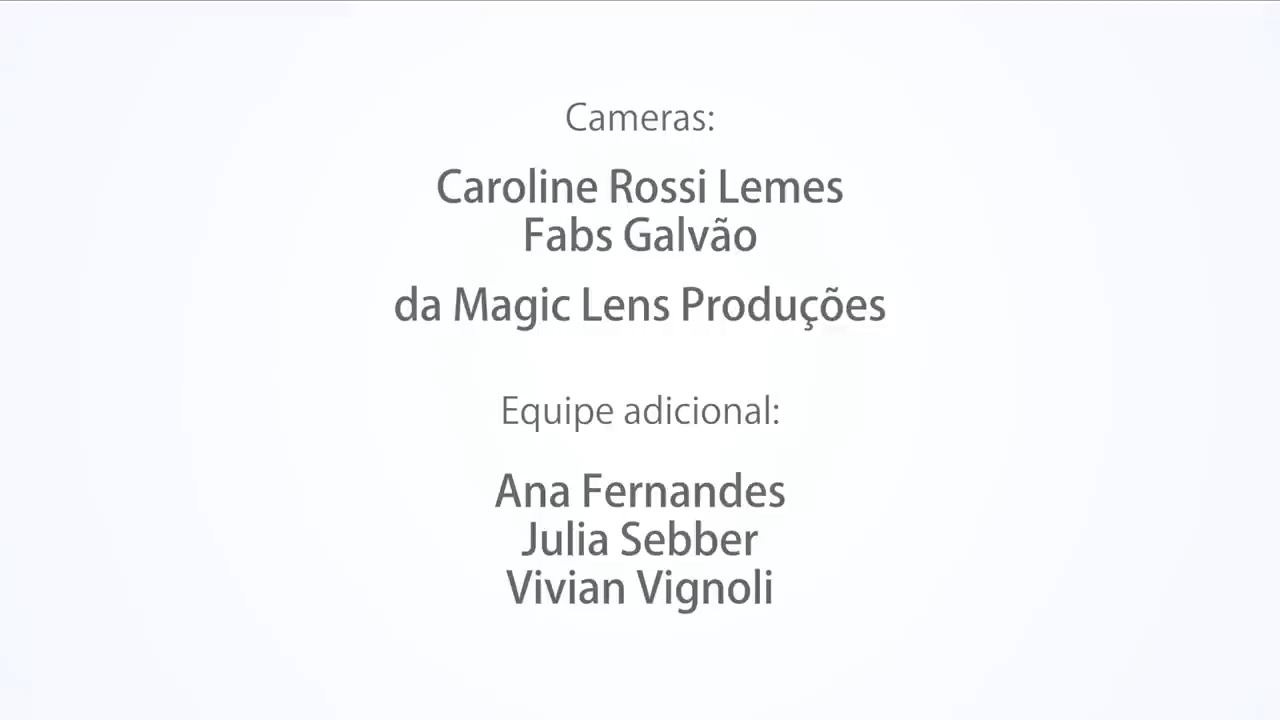 Cameras:
Caroline Rossi Lemes
Fabs Galvão
da Magic Lens Produções
Equipe adicional:
Ana Fernandes
Julia Sebber
Vivian Vignoli